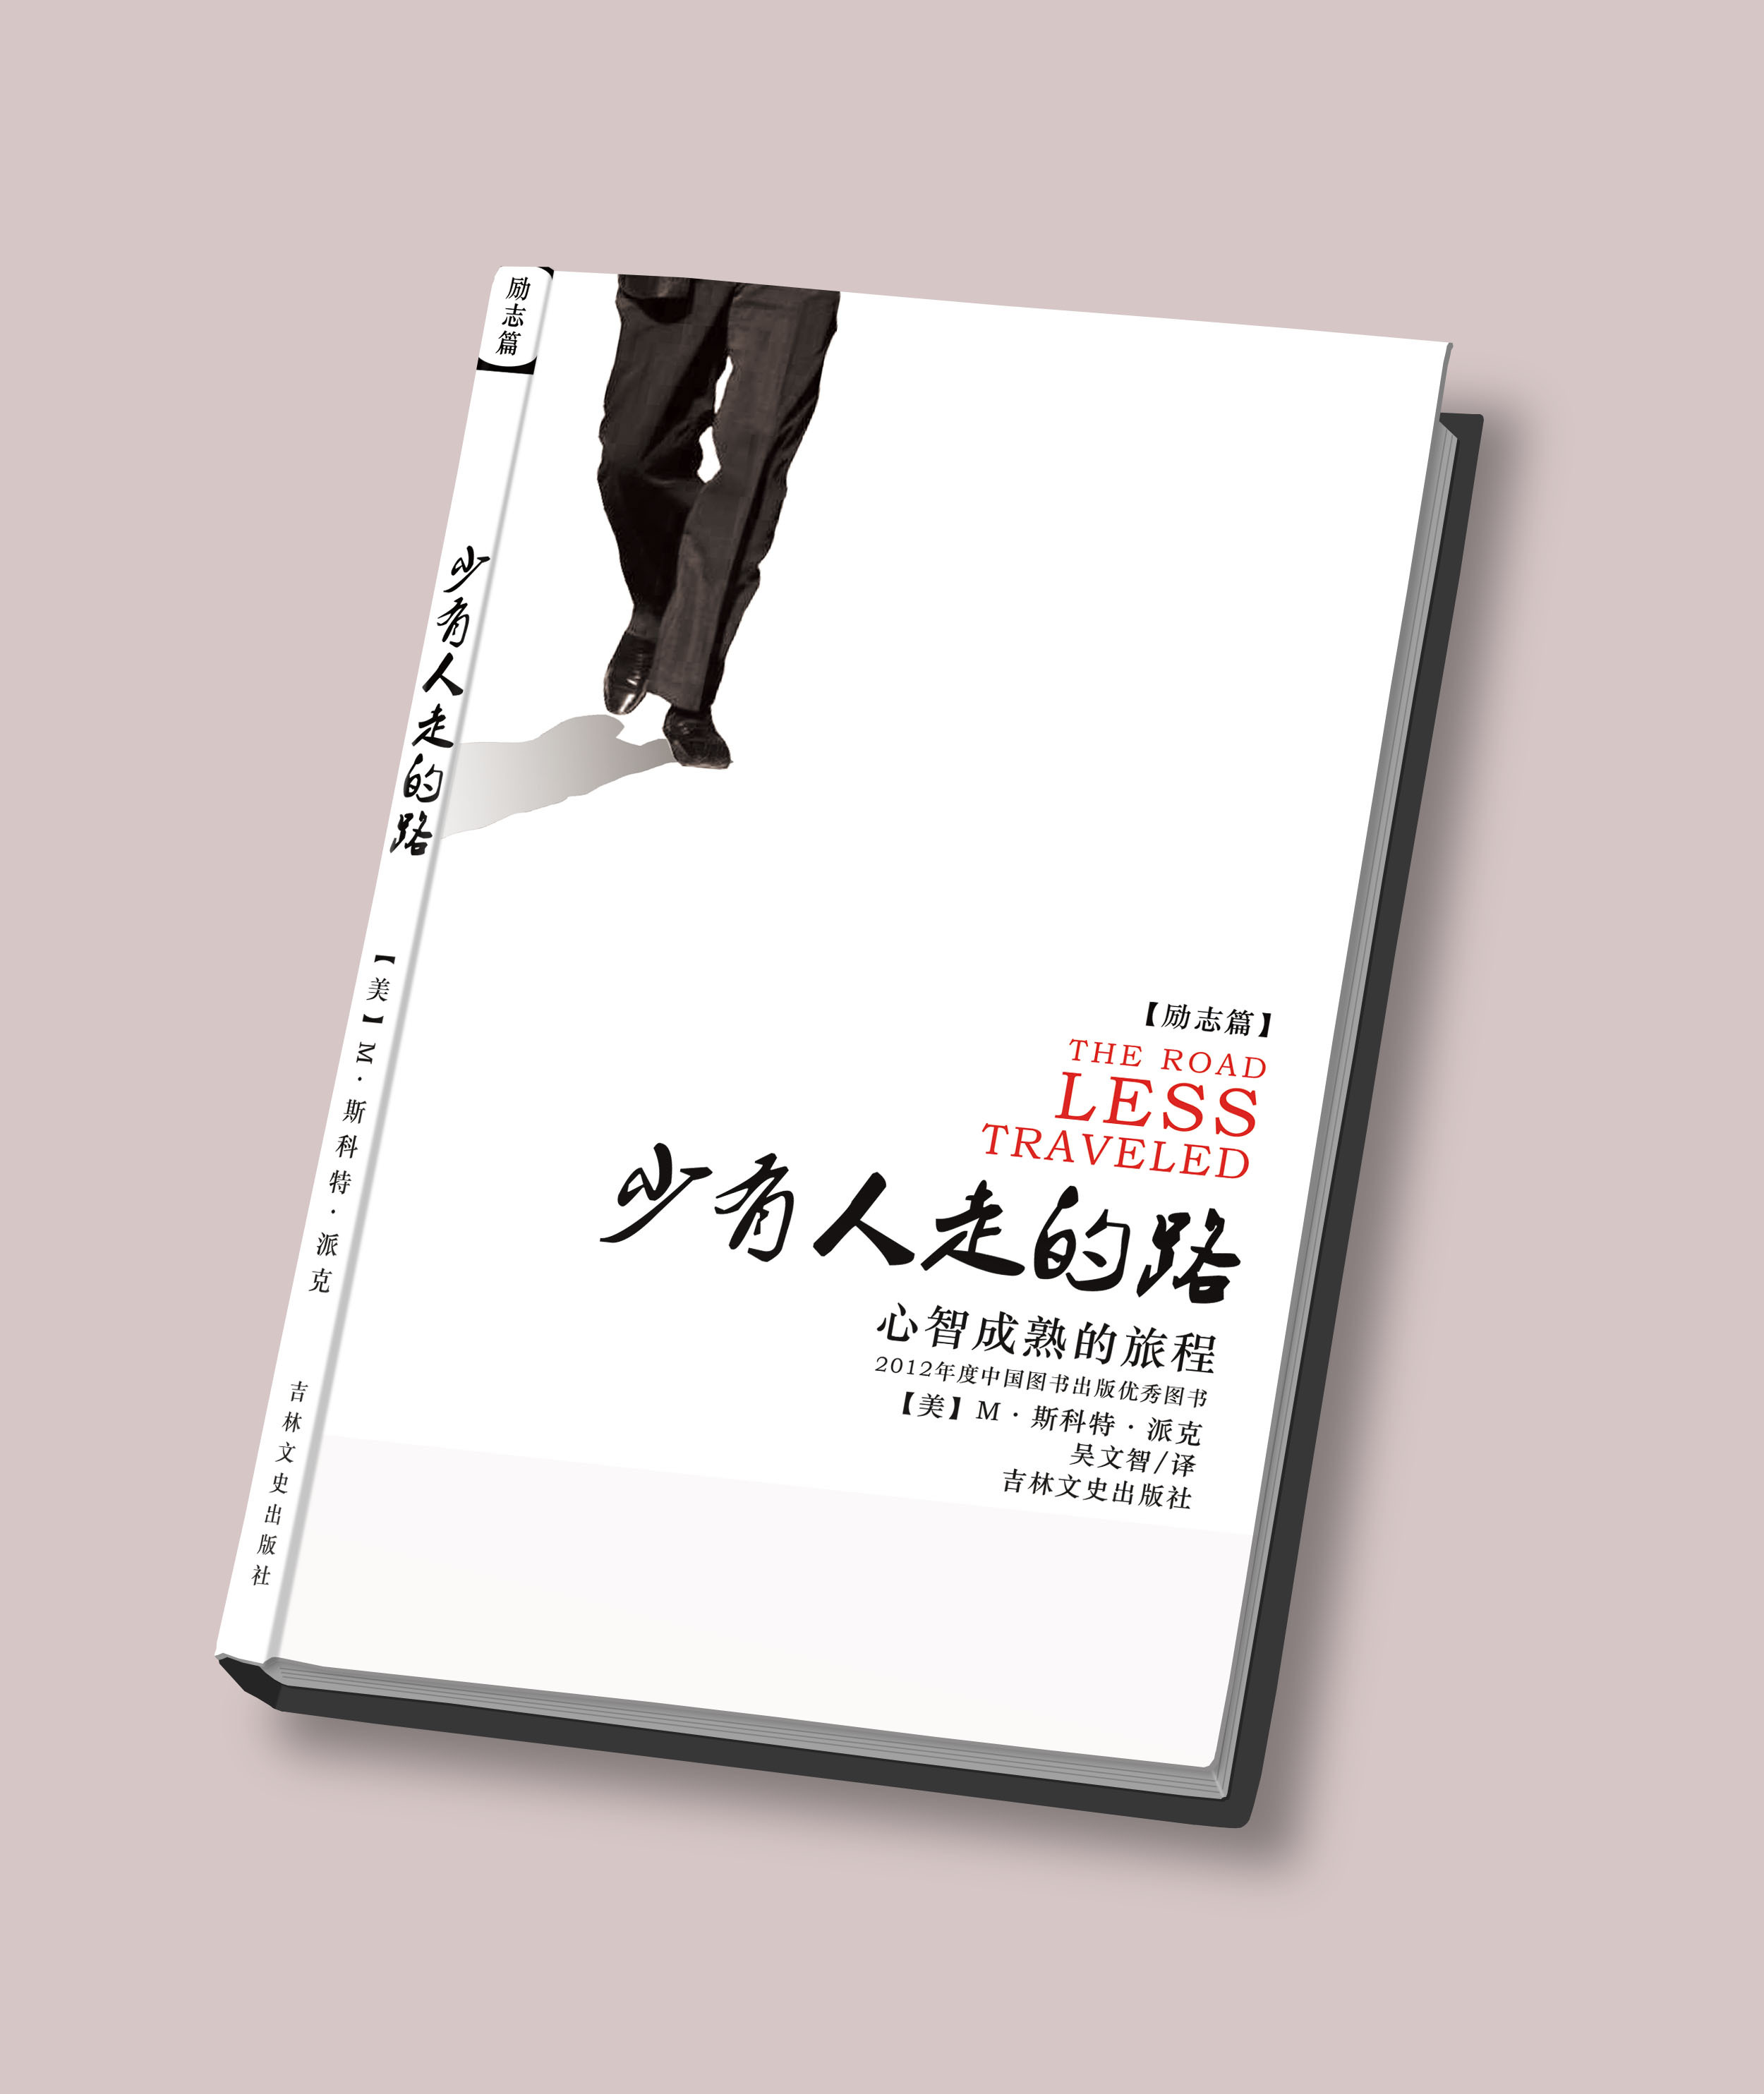 励志篇
少有人走的路
【美】M·斯科特·派克
吉林文史出版社
【励志篇】
THE ROAD
LESS
TRAVELED
少有人走的路
心智成熟的旅程
2012年度中国图书出版优秀图书
【美】M·斯科特·派克
吴文智/译
吉林文史出版社